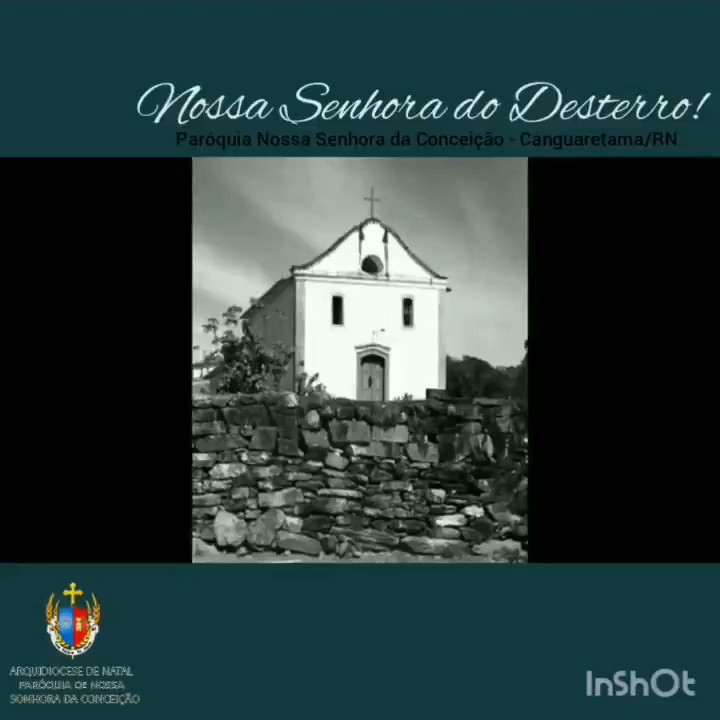 Nossa Senhora do Desterro!
Paróquia Nossa Senhora da Conceição - Canguaretama/RN
ARQUIDIOCESE DE NATAL
PARÓQUIA DE NOSSA
SONHORA DA CONCEIÇÃO
InShOt